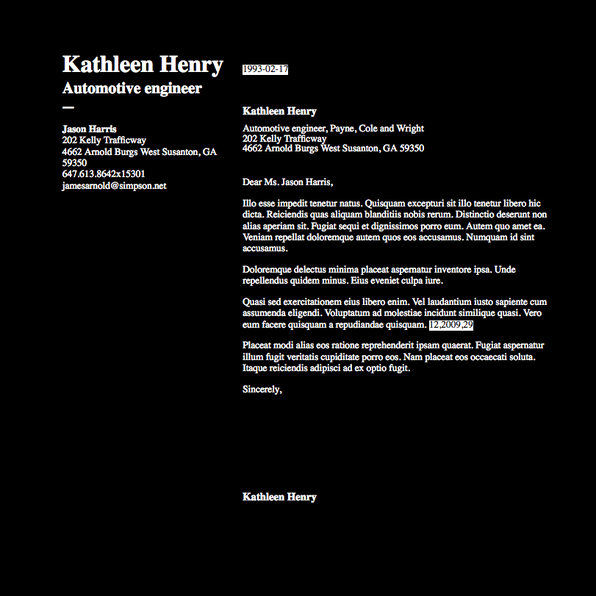 Kathleen Henry
Automotive engineer
Jason Harris
202 Kelly Trafficway
4662 Arnold Burgs West Susanton, GA
59350
647.613.8642x15301
jamesarnold@simpson.net
1993-02-17
Kathleen Henry
Automotive engineer, Payne, Cole and Wright
202 Kelly Trafficway
4662 Arnold Burgs West Susanton, GA 59350
Dear Ms. Jason Harris,
Illo esse impedit tenetur natus. Quisquam excepturi sit illo tenetur libero hic
dicta. Reiciendis quas aliquam blanditiis nobis rerum. Distinctio deserunt non
alias aperiam sit. Fugiat sequi et dignissimos porro eum. Autem quo amet ea.
Veniam repellat doloremque autem quos eos accusamus. Numquam id sint
accusamus.
Doloremque delectus minima placeat aspernatur inventore ipsa. Unde
repellendus quidem minus. Eius eveniet culpa iure.
Quasi sed exercitationem eius libero enim. Vel laudantium iusto sapiente cum
assumenda eligendi. Voluptatum ad molestiae incidunt similique quasi. Vero
eum facere quisquam a repudiandae quisquam. 12,2009,29
Placeat modi alias eos ratione reprehenderit ipsam quaerat. Fugiat aspernatur
illum fugit veritatis cupiditate porro eos. Nam placeat eos occaecati soluta.
Itaque reiciendis adipisci ad ex optio fugit.
Sincerely,
Kathleen Henry